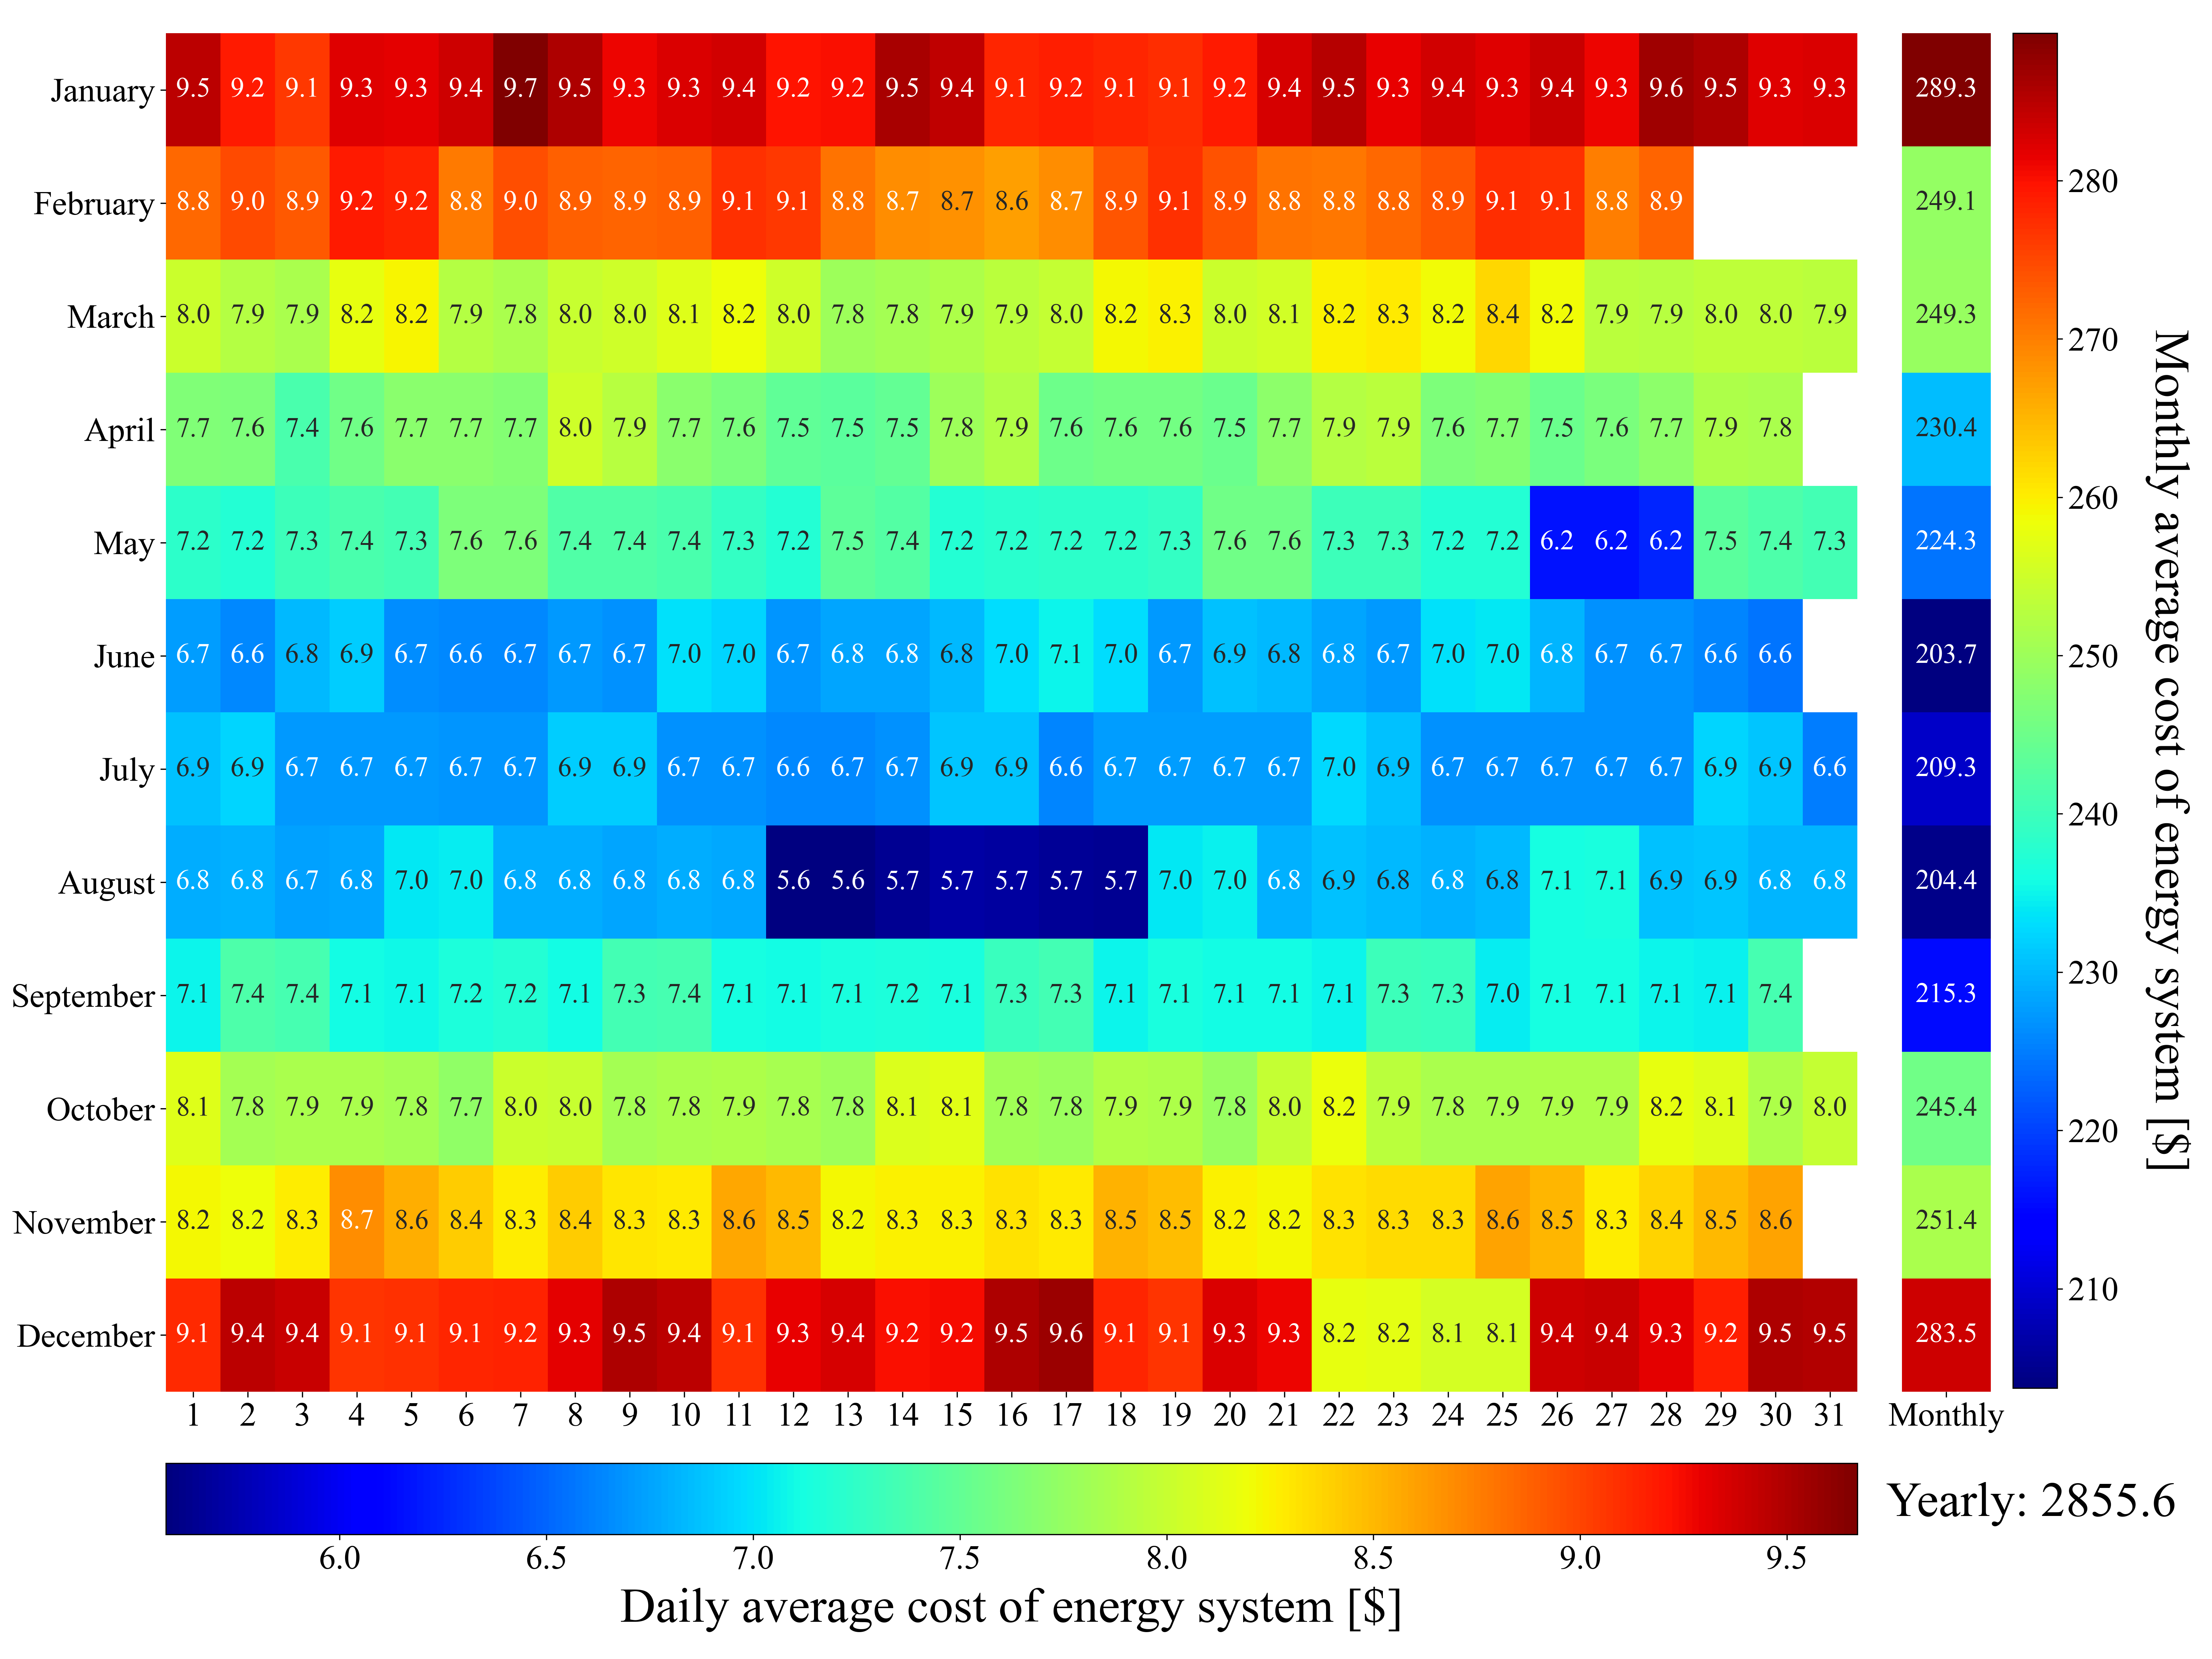 January 9.5 9.2 9.1 9.3 9.3 9.4 9.7 9.5 9.3 9.3 9.4 9.2 9.2 9.5 9.4 9.1 9.2 9.1 9.1 9.2 9.4 9.5 9.3 9.4 9.3 9.4 9.3 9.6 9.5 9.3 9.3 289.3
February 8.8 9.0 8.9 9.2 9.2 8.8 9.0 8.9 8.9 8.9 9.1 9.1 8.8 8.7 8.7 8.6 8.7 8.9 9.1 8.9 8.8 8.8 8.8 8.9 9.1 9.1 8.8 8.9 249.1
March 8.0 7.9 7.9 8.2 8.2 7.9 7.8 8.0 8.0 8.1 8.2 8.0 7.8 7.8 7.9 7.9 8.0 8.2 8.3 8.0 8.1 8.2 8.3 8.2 8.4 8.2 7.9 7.9 8.0 8.0 7.9 249.3
April 7.7 7.6 7.4 7.6 7.7 7.7 7.7 8.0 7.9 7.7 7.6 7.5 7.5 7.5 7.8 7.9 7.6 7.6 7.6 7.5 7.7 7.9 7.9 7.6 7.7 7.5 7.6 7.7 7.9 7.8 230.4
May 7.2 7.2 7.3 7.4 7.3 7.6 7.6 7.4 7.4 7.4 7.3 7.2 7.5 7.4 7.2 7.2 7.2 7.2 7.3 7.6 7.6 7.3 7.3 7.2 7.2 6.2 6.2 6.2 7.5 7.4 7.3 224.3
June 6.7 6.6 6.8 6.9 6.7 6.6 6.7 6.7 6.7 7.0 7.0 6.7 6.8 6.8 6.8 7.0 7.1 7.0 6.7 6.9 6.8 6.8 6.7 7.0 7.0 6.8 6.7 6.7 6.6 6.6 203.7
July 6.9 6.9 6.7 6.7 6.7 6.7 6.7 6.9 6.9 6.7 6.7 6.6 6.7 6.7 6.9 6.9 6.6 6.7 6.7 6.7 6.7 7.0 6.9 6.7 6.7 6.7 6.7 6.7 6.9 6.9 6.6 209.3
August 6.8 6.8 6.7 6.8 7.0 7.0 6.8 6.8 6.8 6.8 6.8 5.6 5.6 5.7 5.7 5.7 5.7 5.7 7.0 7.0 6.8 6.9 6.8 6.8 6.8 7.1 7.1 6.9 6.9 6.8 6.8 204.4
September 7.1 7.4 7.4 7.1 7.1 7.2 7.2 7.1 7.3 7.4 7.1 7.1 7.1 7.2 7.1 7.3 7.3 7.1 7.1 7.1 7.1 7.1 7.3 7.3 7.0 7.1 7.1 7.1 7.1 7.4 215.3
October 8.1 7.8 7.9 7.9 7.8 7.7 8.0 8.0 7.8 7.8 7.9 7.8 7.8 8.1 8.1 7.8 7.8 7.9 7.9 7.8 8.0 8.2 7.9 7.8 7.9 7.9 7.9 8.2 8.1 7.9 8.0 245.4
November 8.2 8.2 8.3 8.7 8.6 8.4 8.3 8.4 8.3 8.3 8.6 8.5 8.2 8.3 8.3 8.3 8.3 8.5 8.5 8.2 8.2 8.3 8.3 8.3 8.6 8.5 8.3 8.4 8.5 8.6 251.4
December 9.1 9.4 9.4 9.1 9.1 9.1 9.2 9.3 9.5 9.4 9.1 9.3 9.4 9.2 9.2 9.5 9.6 9.1 9.1 9.3 9.3 8.2 8.2 8.1 8.1 9.4 9.4 9.3 9.2 9.5 9.5 283.5
1 2 3 4 5 6 7 8 9 10 11 12 13 14 15 16 17 18 19 20 21 22 23 24 25 26 27 28 29 30 31 Monthly
280
270
260
250
240
230
220
210
Monthly average cost of energy system [$]
6.0 6.5 7.0 7.5 8.0 8.5 9.0 9.5
Daily average cost of energy system [$]
Yearly: 2855.6